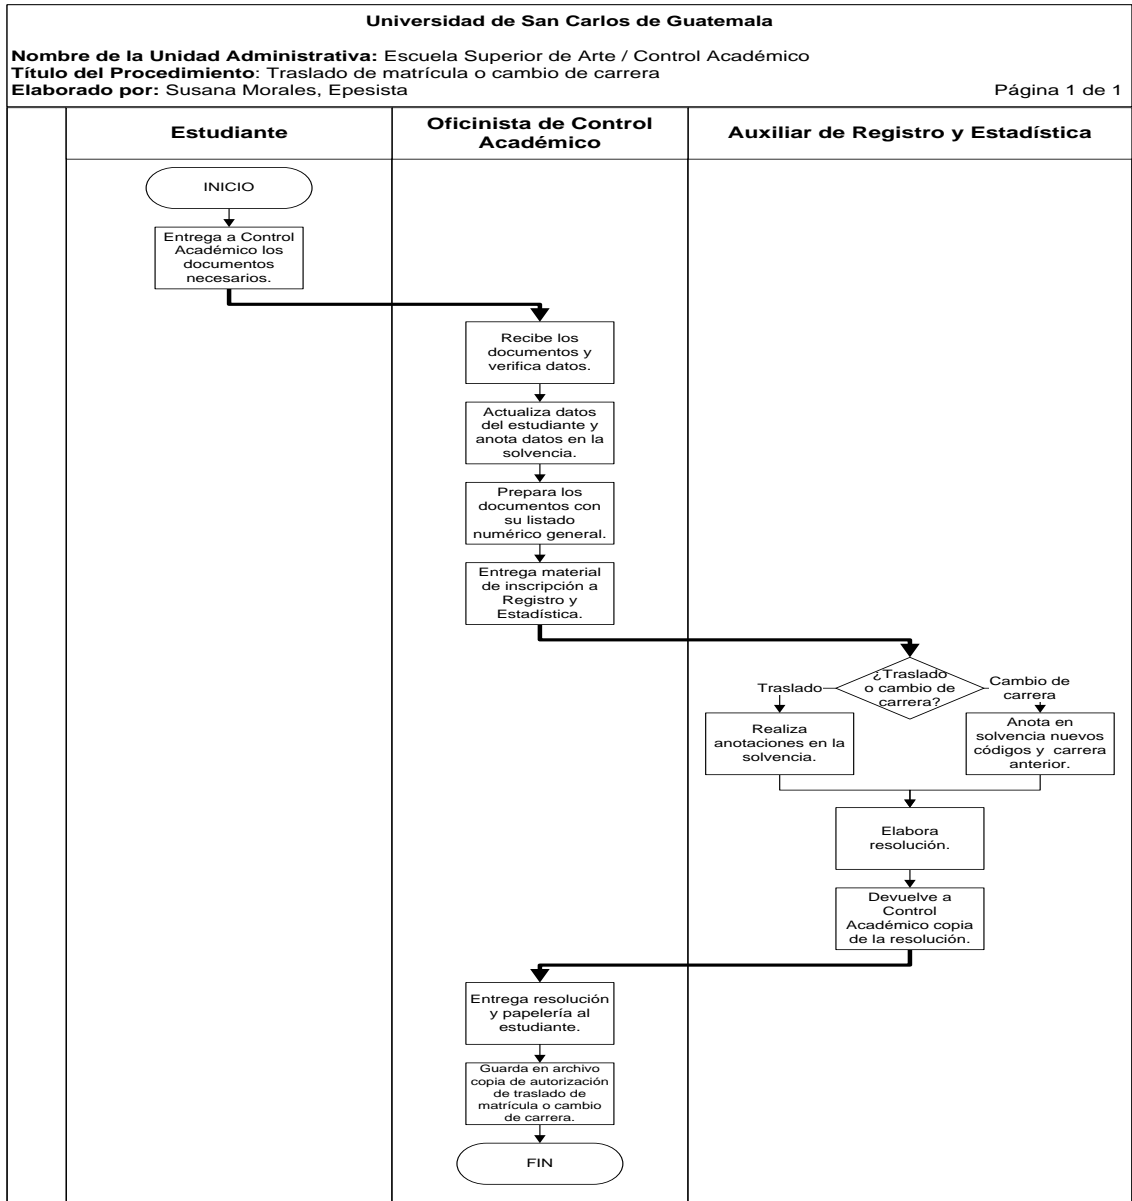 Universidad de San Carlos de Guatemala
Nombre de la Unidad Administrativa: Escuela Superior de Arte / Control Académico
Título del Procedimiento: Traslado de matrícula o cambio de carrera
Elaborado por: Susana Morales, Epesista
Página 1 de 1
Estudiante
Oficinista de Control
Académico
Auxiliar de Registro y Estadística
INICIO
Entrega a Control
Académico los
documentos
necesarios.
Recibe los
documentos y
verifica datos.
Actualiza datos
del estudiante y
anota datos en la
solvencia.
Prepara los
documentos con
su listado
numérico general.
Entrega material
de inscripción a
Registro y
Estadística.
¿Traslado
o cambio de
carrera?
Traslado
Cambio de
carrera
Realiza
anotaciones en la
solvencia.
Anota en
solvencia nuevos
códigos y  carrera
anterior.
Elabora
resolución.
Devuelve a
Control
Académico copia
de la resolución.
Entrega resolución
y papelería al
estudiante.
Guarda en archivo
copia de autorización
de traslado de
matrícula o cambio
de carrera.
FIN